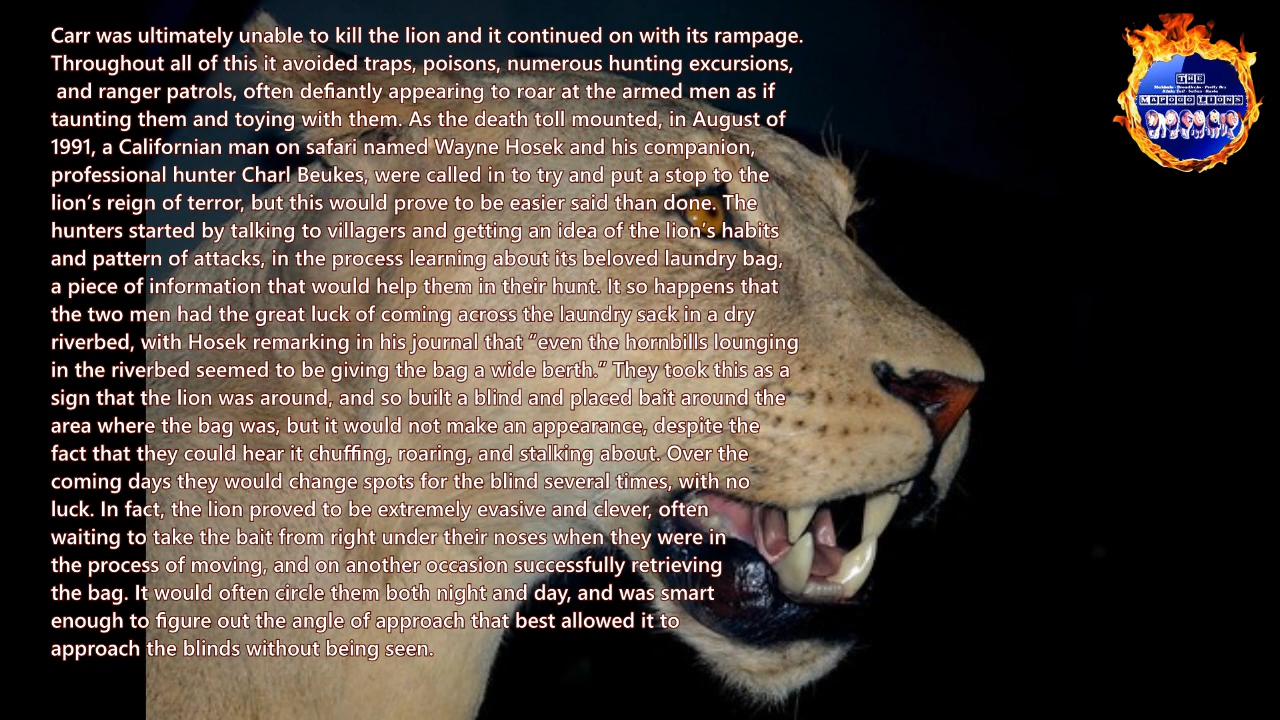 Carr was ultimately unable to kill the lion and it continued on with its rampage.
Throughout all of this it avoided traps, poisons, numerous hunting excursions,
and ranger patrols, often defiantly appearing to roar at the armed men as if
taunting them and toying with them. As the death toll mounted, in August of
1991, a Californian man on safari named Wayne Hosek and his companion,
professional hunter Charl Beukes, were called in to try and put a stop to the
lion’s reign of terror, but this would prove to be easier said than done. The
hunters started by talking to villagers and getting an idea of the lion’s habits
and pattern of attacks, in the process learning about its beloved laundry bag,
a piece of information that would help them in their hunt. It so happens that
the two men had the great luck of coming across the laundry sack in a dry
riverbed, with Hosek remarking in his journal that “even the hornbills lounging
in the riverbed seemed to be giving the bag a wide berth.” They took this as a
sign that the lion was around, and so built a blind and placed bait around the
area where the bag was, but it would not make an appearance, despite the
fact that they could hear it chuffing, roaring, and stalking about. Over the
coming days they would change spots for the blind several times, with no
luck. In fact, the lion proved to be extremely evasive and clever, often
waiting to take the bait from right under their noses when they were in
the process of moving, and on another occasion successfully retrieving
the bag. It would often circle them both night and day, and was smart
enough to figure out the angle of approach that best allowed it to
approach the blinds without being seen.
THE
MAPOGO LIONS